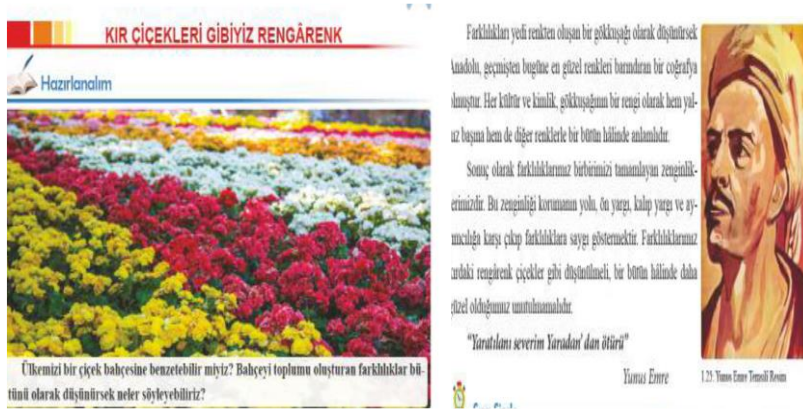 KIR ÇİÇEKLERİ GİBİYİZ RENGÂRENK
Hazırlanalım
Ülkemizi bir çiçek bahçesine benzetebilir miyiz? Bahçeyi toplumu oluşturan farklılıklar bü-
tünü olarak düşünürsek neler söyleyebiliriz?
Farklılıkları yedi renkten oluşan bir gökkuşağı olarak düşünürsek
Anadolu, geçmişten bugüne en güzel renkleri barındıran bir coğrafya
olmuştur. Her kültür ve kimlik, gökkuşağının bir rengi olarak hem yal-
ız başına hem de diğer renklerle bir bütün hâlinde anlamlıdır.
Sonuç olarak farklılıklarımız birbirimizi tamamlayan zenginlik-
erimizdir. Bu zenginliği korumanın yolu, ön yargı, kalıp yargı ve ay-
ımcılığa karşı çıkıp farklılıklara saygı göstermektir. Farklılıklarımız
ırdaki rengârenk çiçekler gibi düşünülmeli, bir bütün hâlinde daha
güzel olduğumuz unutulmamalıdır.
“Yaratılanı severim Yaradan’ dan ötürü”
Yunus Emre
1.23: Yunus Emre Temsilî Resim